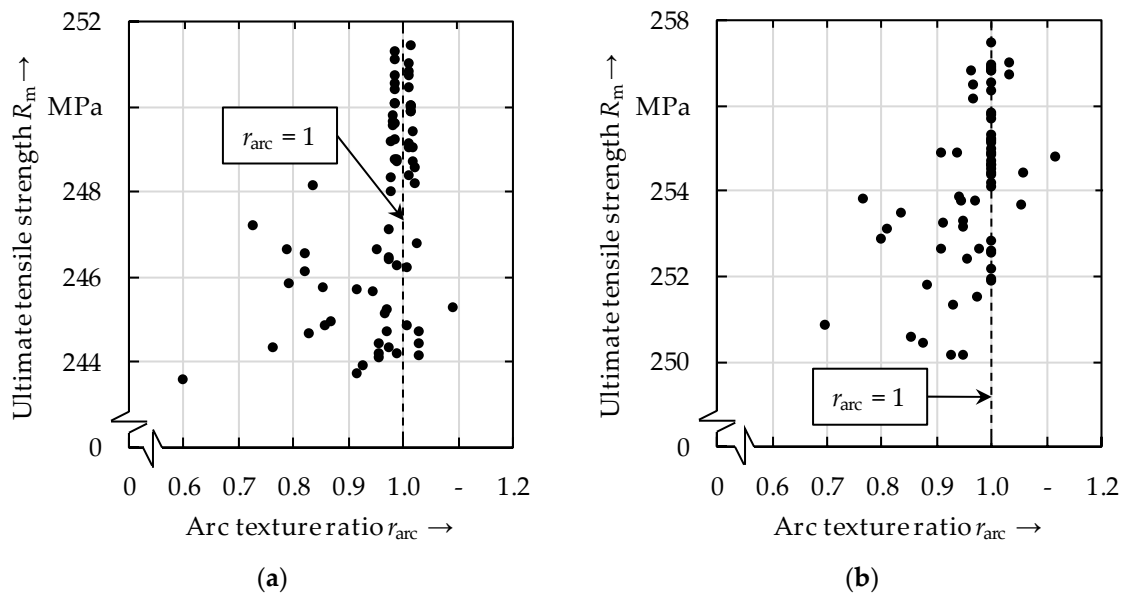 Ultimate tensile strength Rm →
252
MPa
248
246
244
0
rarc = 1
0 0.6 0.7 0.8 0.9 1.0 - 1.2
Arc texture ratio rarc →
(a)
Ultimate tensile strength Rm →
258
MPa
254
252
250
0
rarc = 1
0 0.6 0.7 0.8 0.9 1.0 - 1.2
Arc texture ratio rarc →
(b)